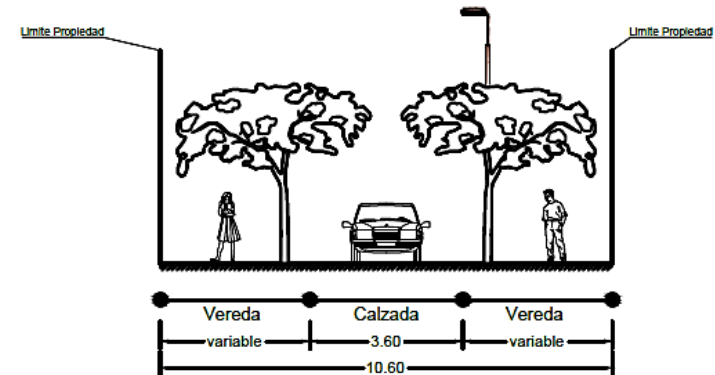 Limite Propiedad
Limite Propiedad
Vereda Calzada Vereda
variable 3.60 variable
10.60